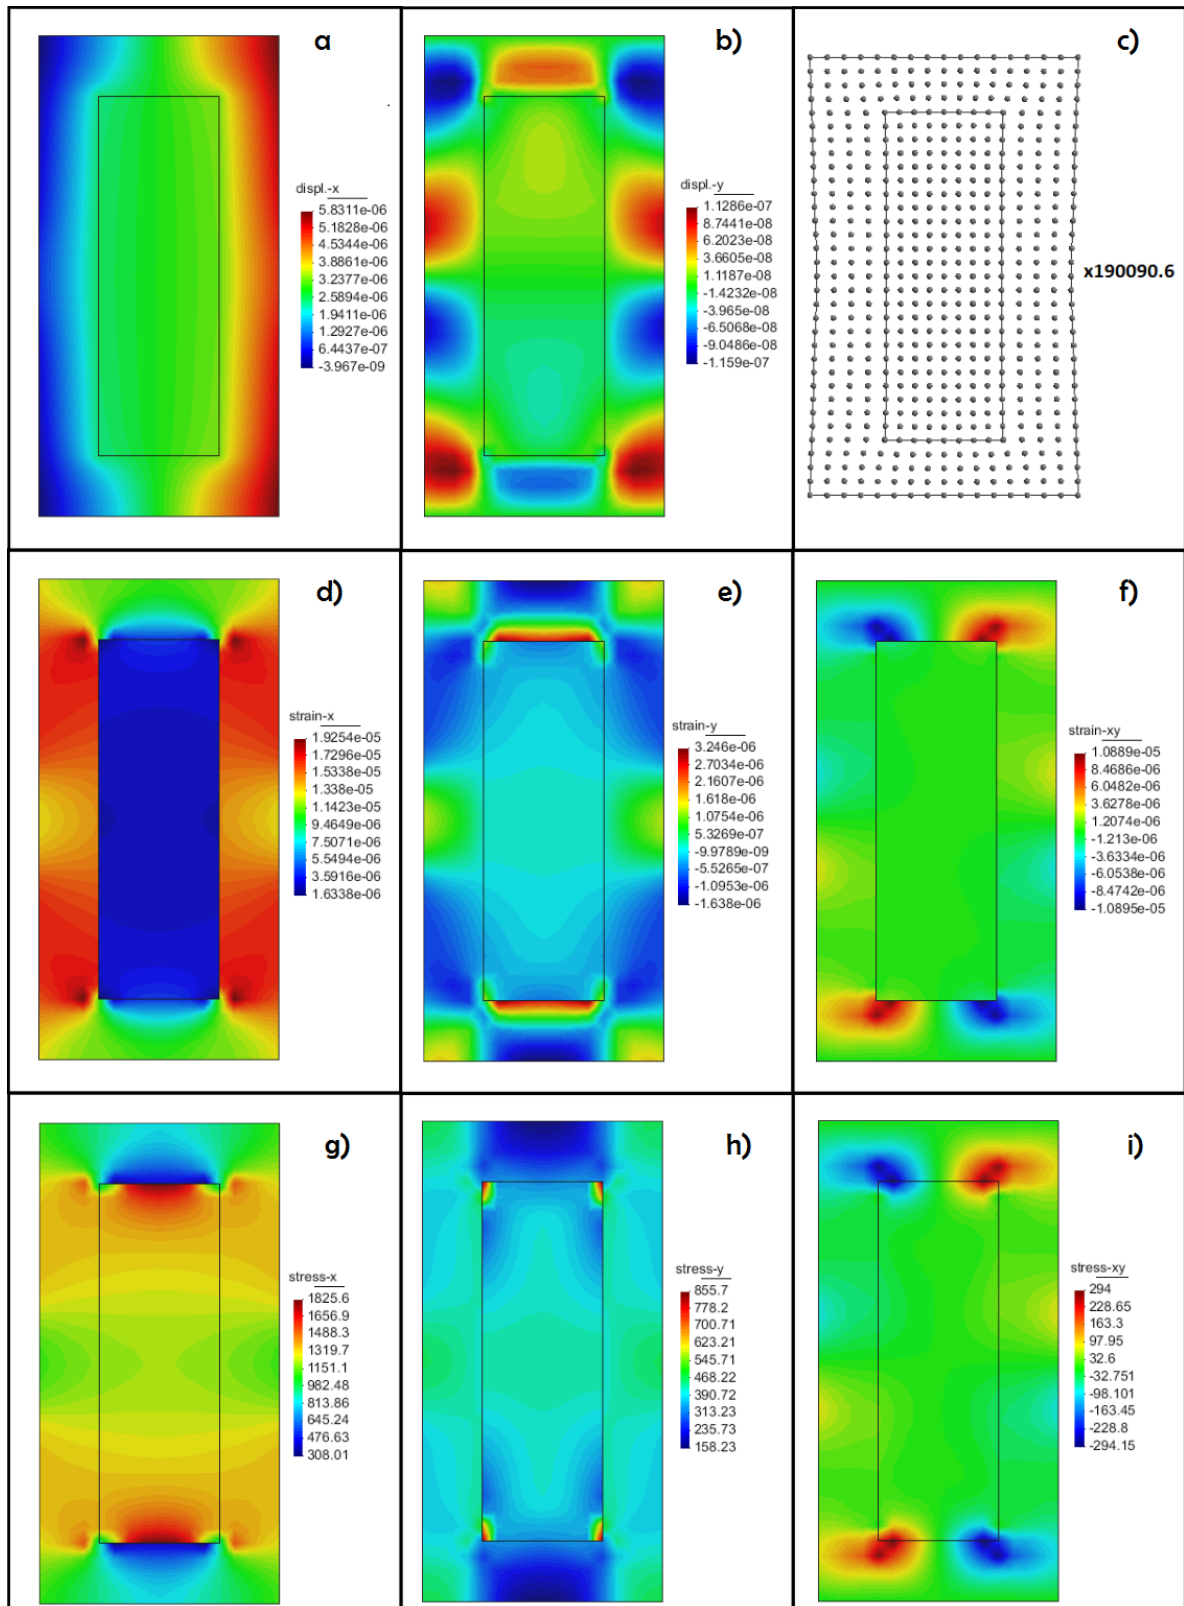 a
displ.-x
5.8311e-06
5.1828e-06
4.5344e-06
3.8861e-06
3.2377e-06
2.5894e-06
1.9411e-06
1.2927e-06
6.4437e-07
-3.967e-09
b)
displ.-y
1.1286e-07
8.7441e-08
6.2023e-08
3.6605e-08
1.1187e-08
-1.4232e-08
-3.965e-08
-6.5068e-08
-9.0486e-08
-1.159e-07
c)
x190090.6
d)
strain-x
1.9254e-05
1.7296e-05
1.5338e-05
1.338e-05
1.1423e-05
9.4649e-06
7.5071e-06
5.5494e-06
3.5916e-06
1.6338e-06
e)
strain-y
3.246e-06
2.7034e-06
2.1607e-06
1.618e-06
1.0754e-06
5.3269e-07
-9.9789e-09
-5.5265e-07
-1.0953e-06
-1.638e-06
f)
strain-xy
1.0889e-05
8.4686e-06
6.0482e-06
3.6278e-06
1.2074e-06
-1.213e-06
-3.6334e-06
-6.0538e-06
-8.4742e-06
-1.0895e-05
g)
stress-x
1825.6
1656.9
1488.3
1319.7
1151.1
982.48
813.86
645.24
476.63
308.01
h)
stress-y
855.7
778.2
700.71
623.21
545.71
468.22
390.72
313.23
235.73
158.23
i)
stress-xy
294
228.65
163.3
97.95
32.6
-32.751
-98.101
-163.45
-228.8
-294.15